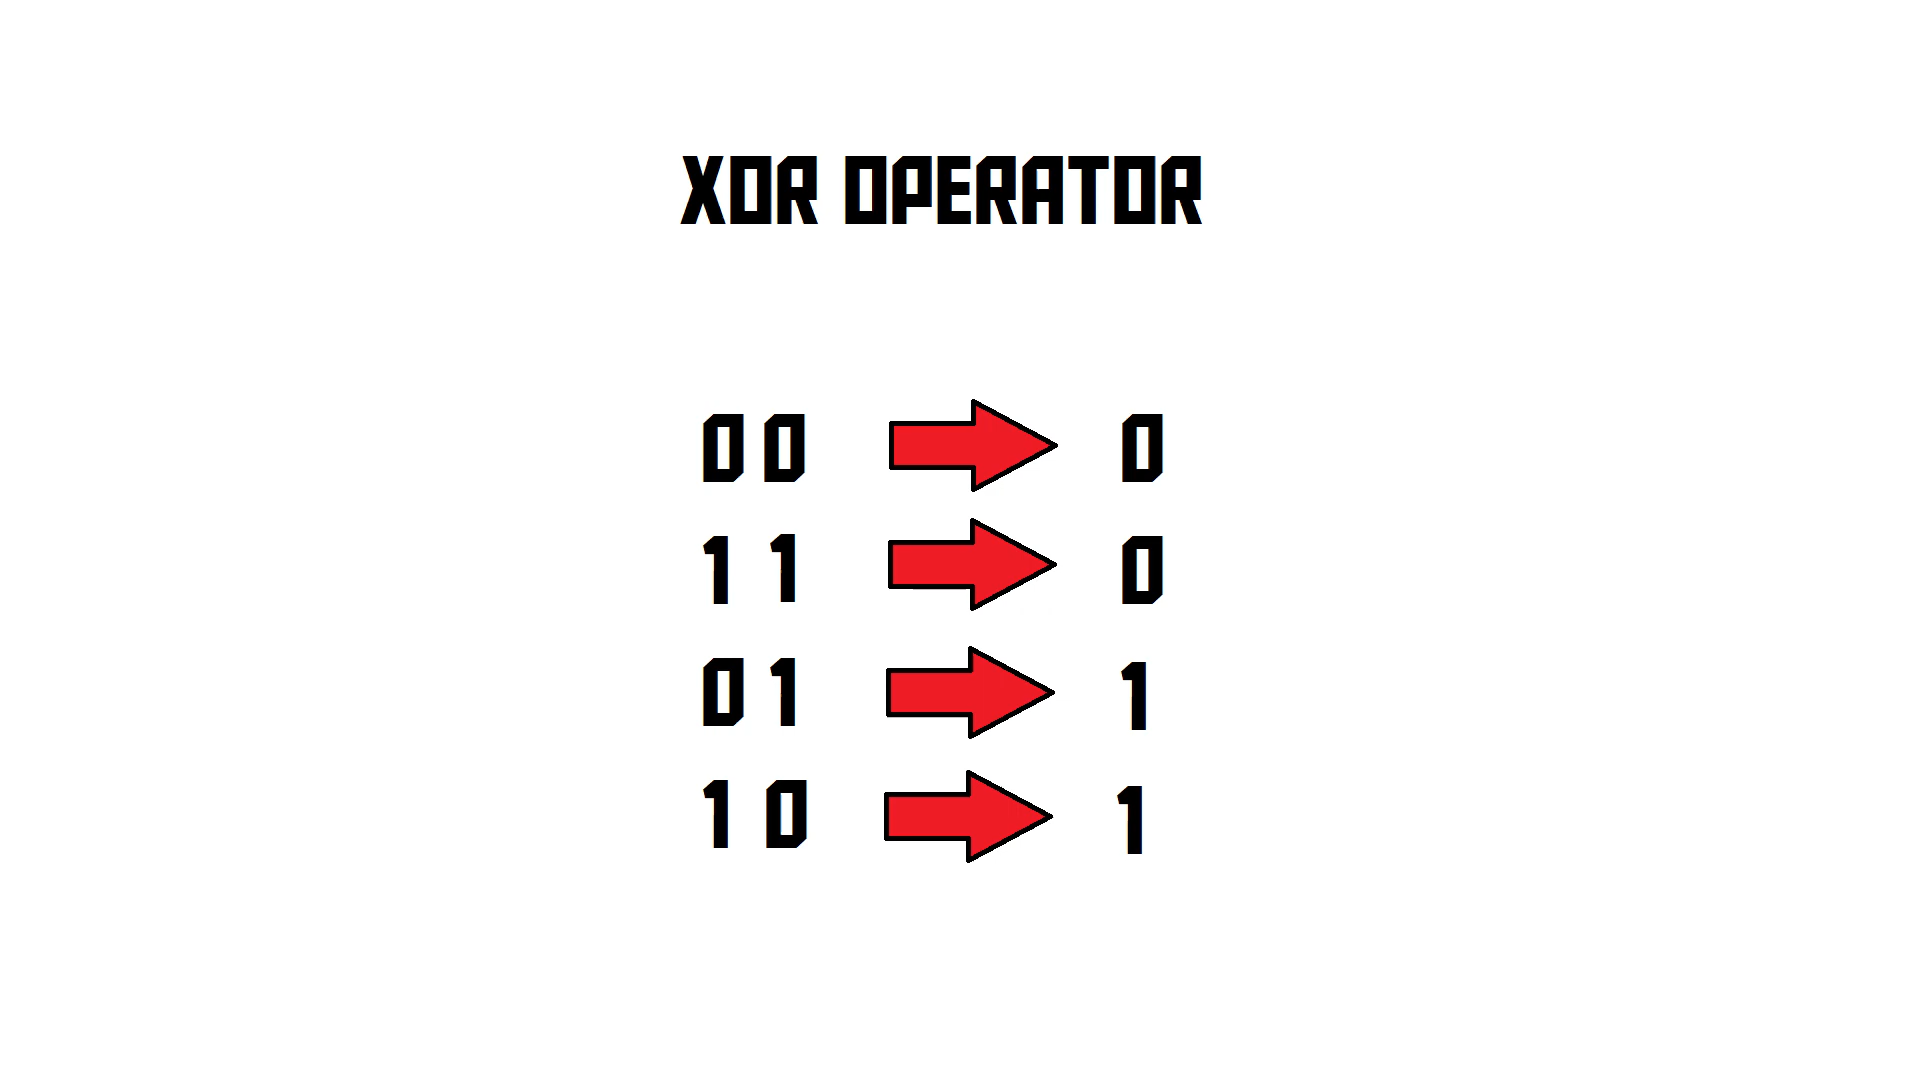 XOR OPERATOR
0 0 0
1 1 0
0 1 1
1 0 1